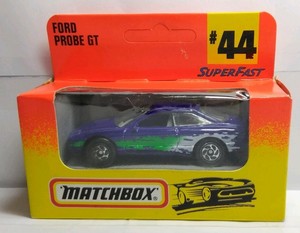 FORD
PROBE GT
#44
SUPERFAST
MATCHBOX